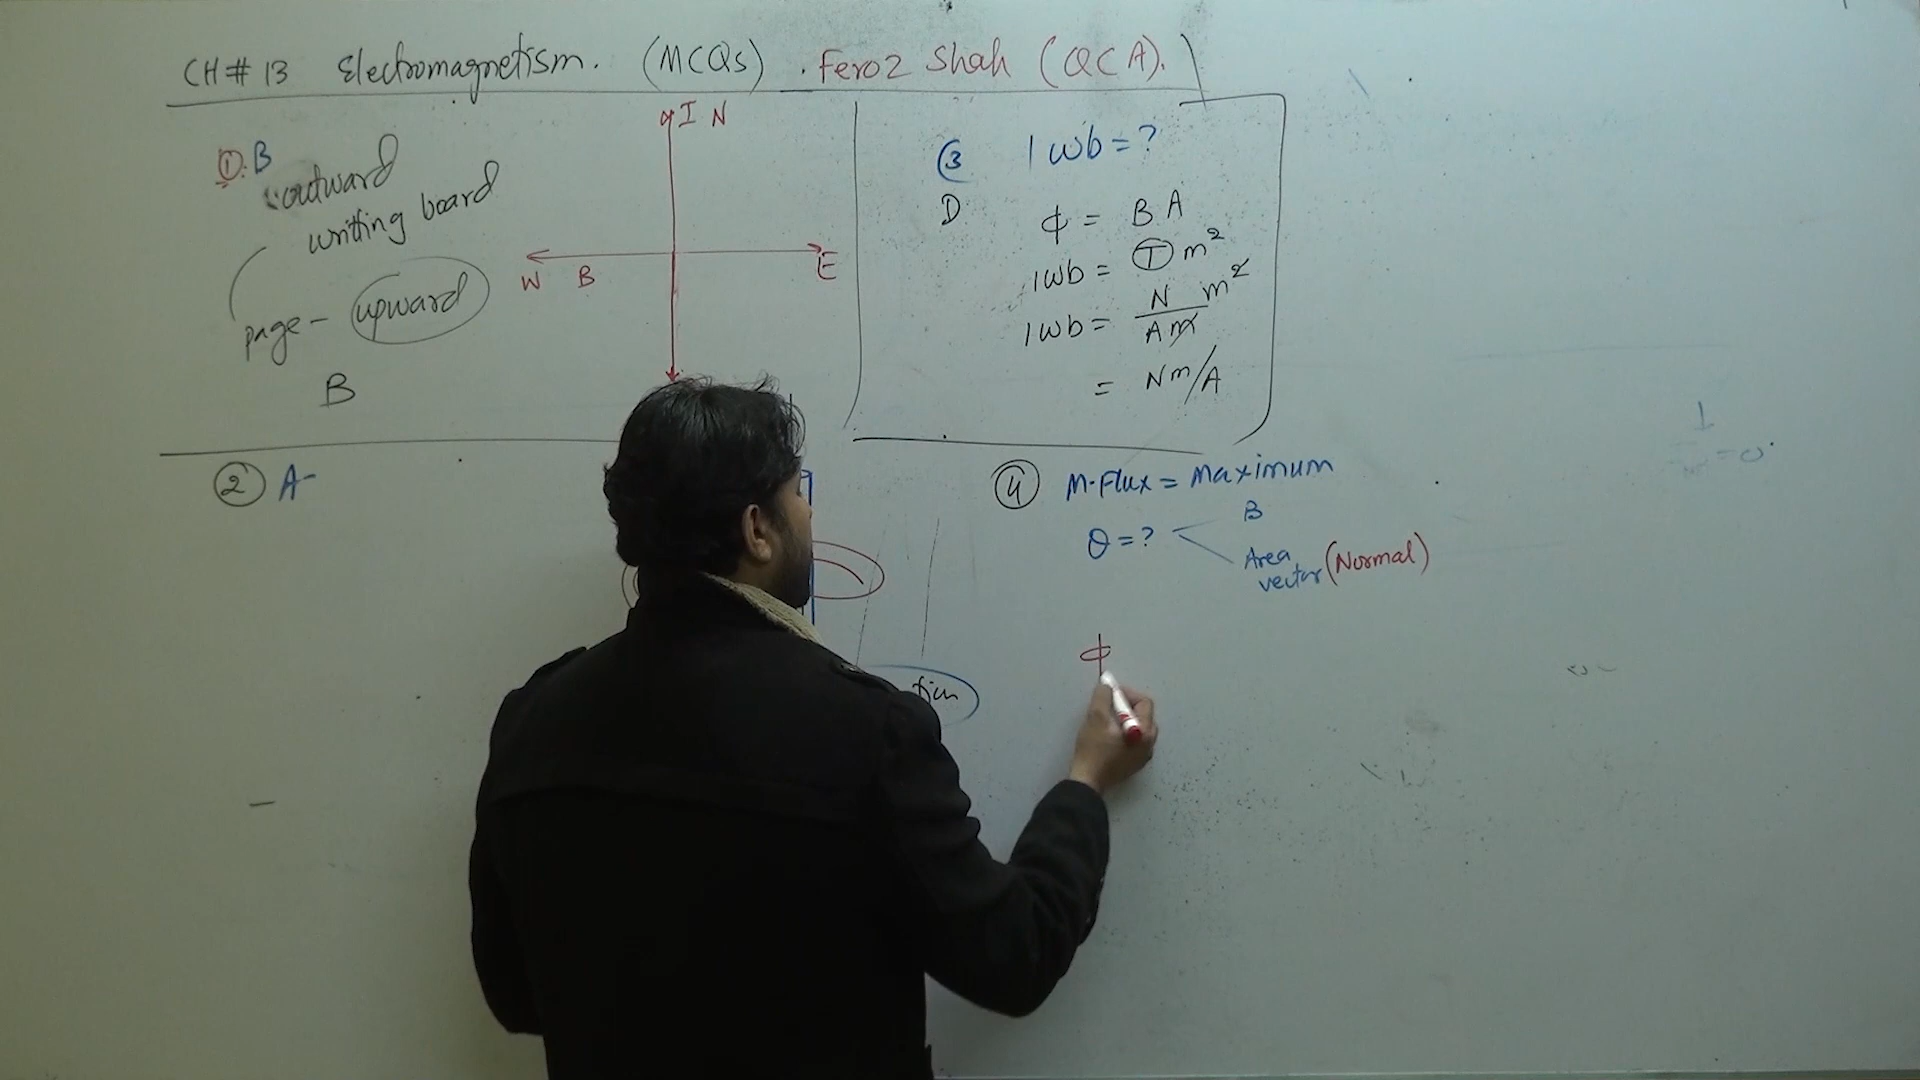 CH# 13 Electromagnetism. (MCQs) . Feroz Shah (QCA).
①. B
outward
writing board
page - upward
B
I N
W B E
② A-
③ 1 wb = ?
D φ = B A
1wb = T m²
1wb = N/Am m²
= Nm/A
④ M.Flux = Maximum
θ = ? B
Area vector (Normal)
φ